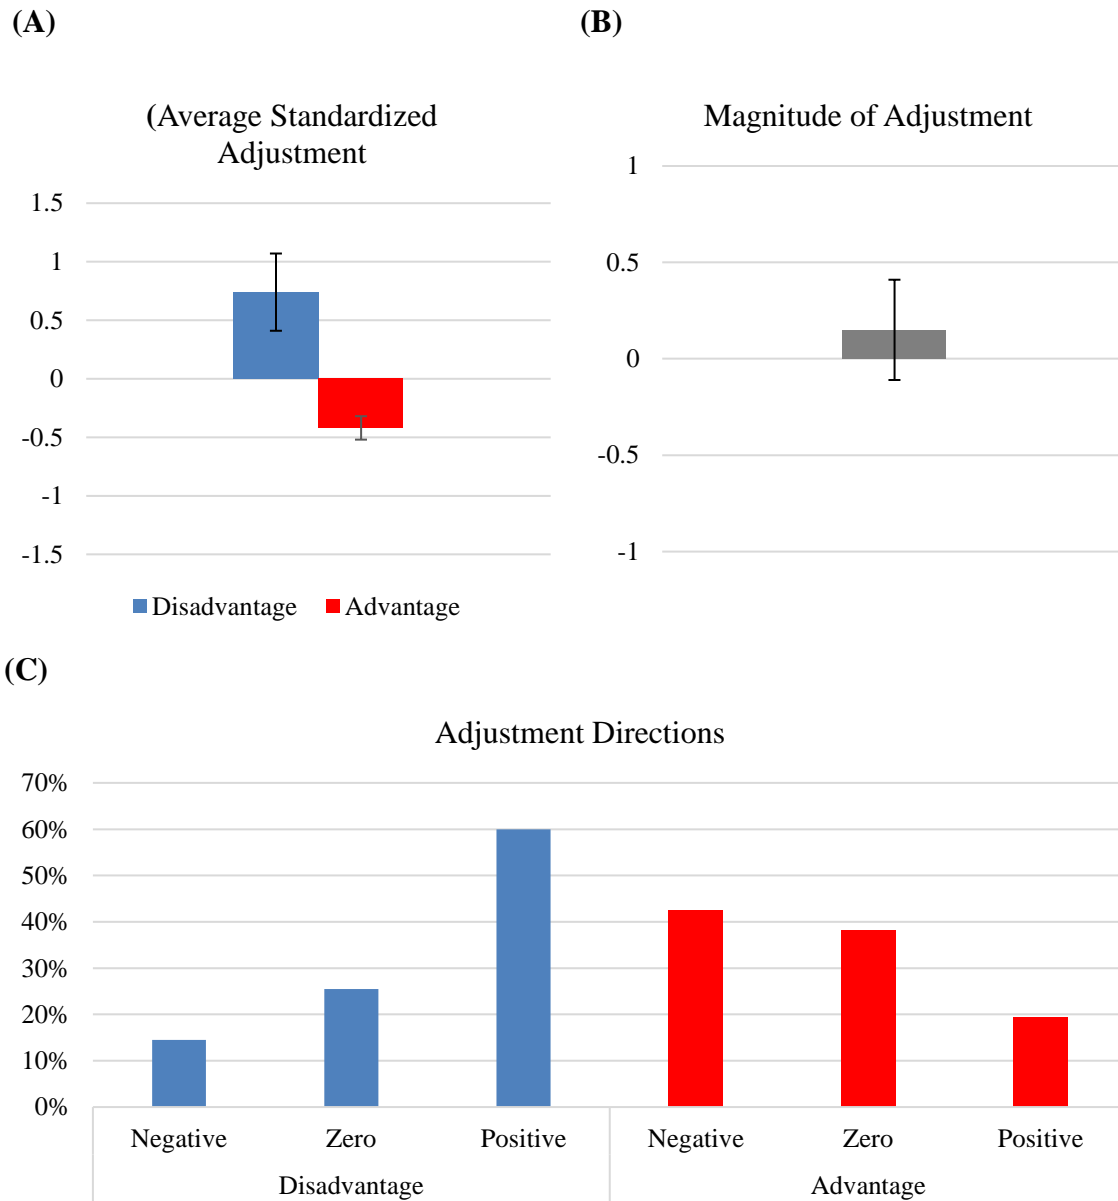 (A)
(B)
(Average Standardized
Adjustment
1.5
1
0.5
0
-0.5
-1
-1.5
Disadvantage Advantage
Magnitude of Adjustment
1
0.5
0
-0.5
-1
(C)
Adjustment Directions
70%
60%
50%
40%
30%
20%
10%
0%
Negative Zero Positive Negative Zero Positive
Disadvantage Advantage